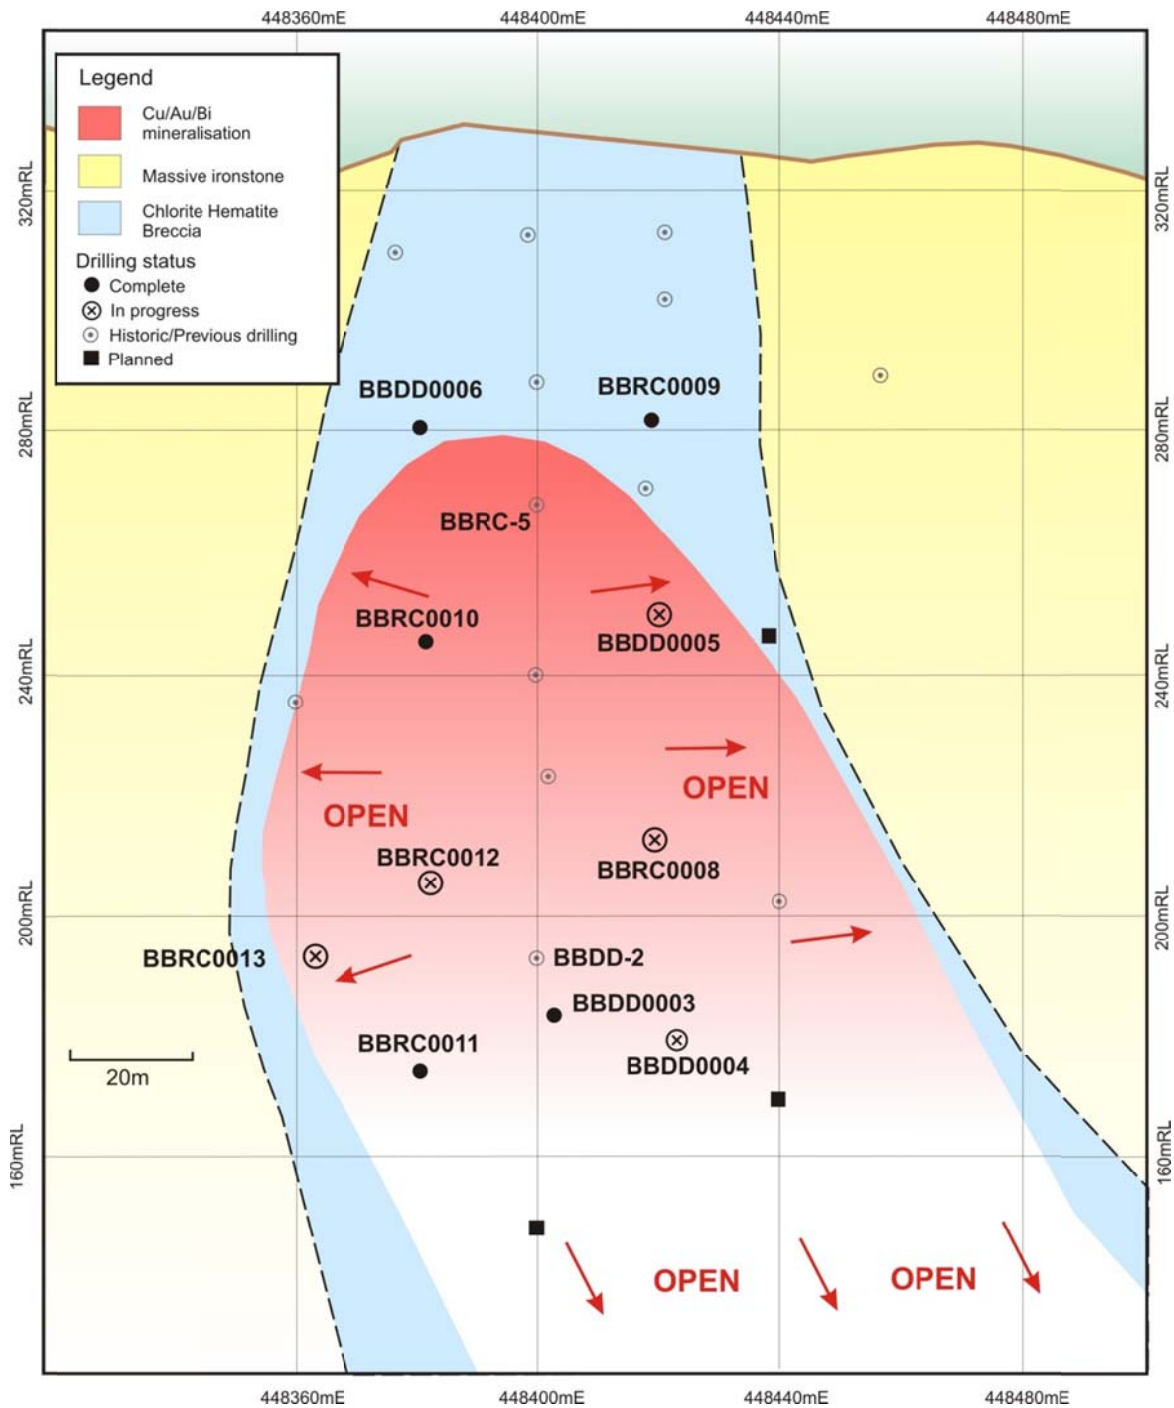 448360mE 448400mE 448440mE 448480mE
Legend
Cu/Au/Bi
mineralisation
Massive ironstone
Chlorite Hematite
Breccia
Drilling status
Complete
In progress
Historic/Previous drilling
Planned
320mRL 320mRL
BBDD0006 BBRC0009
280mRL 280mRL
BBRC-5
BBRC0010
BBDD0005
240mRL 240mRL
OPEN
OPEN
BBRC0012
BBRC0008
200mRL 200mRL
BBRC0013
BBDD-2
BBDD0003
BBRC0011
BBDD0004
20m
160mRL 160mRL
OPEN OPEN
448360mE 448400mE 448440mE 448480mE